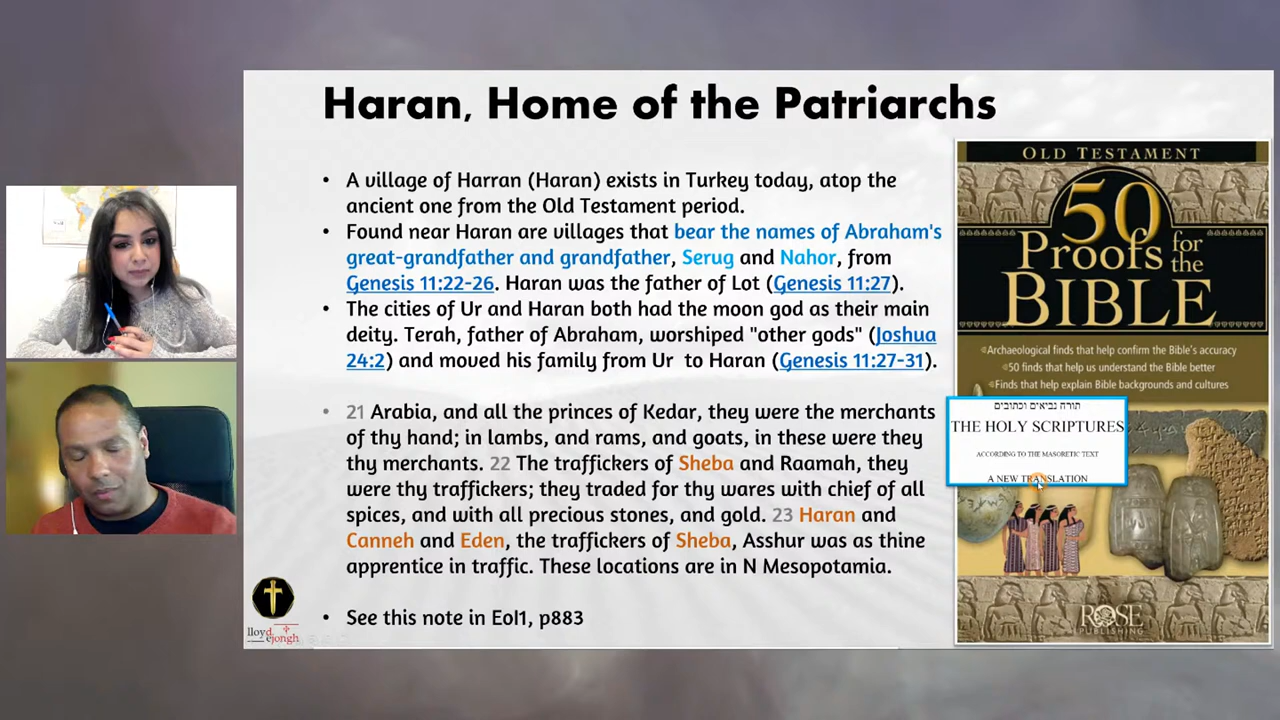 Haran, Home of the Patriarchs
• A village of Harran (Haran) exists in Turkey today, atop the
ancient one from the Old Testament period.
• Found near Haran are villages that bear the names of Abraham's
great-grandfather and grandfather, Serug and Nahor, from
Genesis 11:22-26. Haran was the father of Lot (Genesis 11:27).
• The cities of Ur and Haran both had the moon god as their main
deity. Terah, father of Abraham, worshiped "other gods" (Joshua
24:2) and moved his family from Ur to Haran (Genesis 11:27-31).
• 21 Arabia, and all the princes of Kedar, they were the merchants
of thy hand; in lambs, and rams, and goats, in these were they
thy merchants. 22 The traffickers of Sheba and Raamah, they
were thy traffickers; they traded for thy wares with chief of all
spices, and with all precious stones, and gold. 23 Haran and
Canneh and Eden, the traffickers of Sheba, Asshur was as thine
apprentice in traffic. These locations are in N Mesopotamia.
• See this note in EoI1, p883
lloyd
ejongh
OLD TESTAMENT
50
Proofs for
the
BIBLE
Archaeological finds that help confirm the Bible's accuracy
50 finds that help us understand the Bible better
Finds that help explain Bible backgrounds and cultures
תורה נביאים וכתובים
THE HOLY SCRIPTURES
ACCORDING TO THE MASORETIC TEXT
A NEW TRANSLATION
ROSE
PUBLISHING